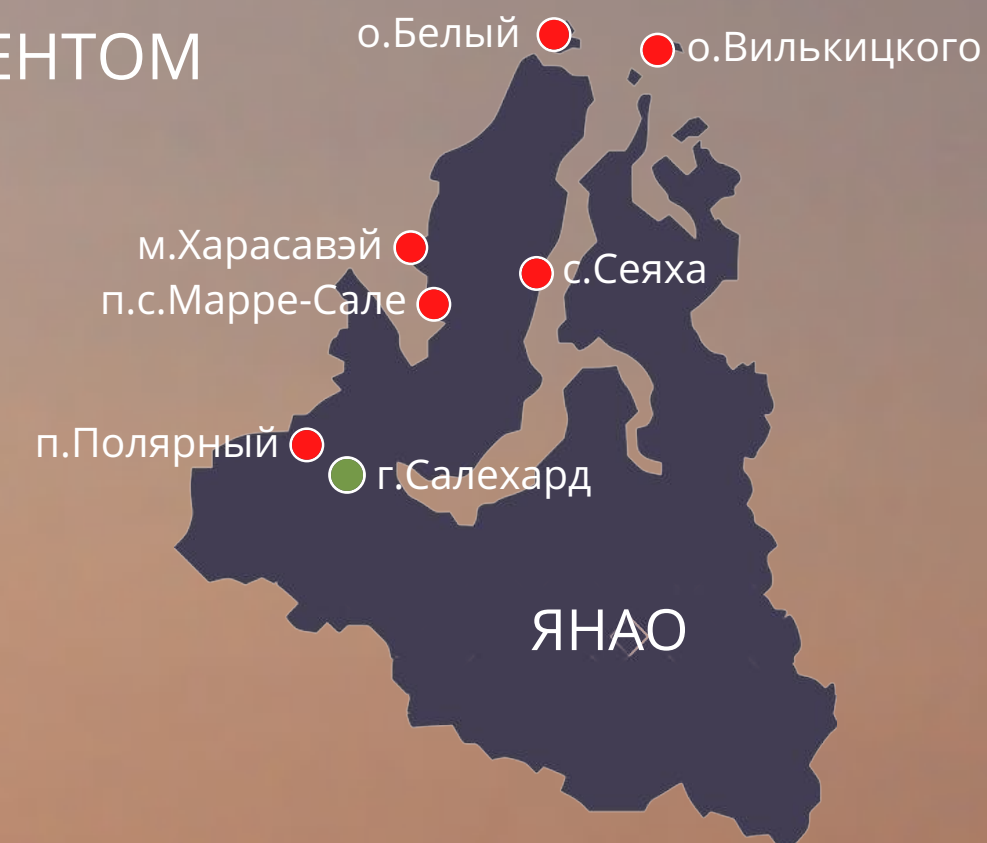 ЕНТОМ
о.Белый
о.Вилькицкого
м.Харасавэй
с.Сеяха
п.с.Марре-Сале
п.Полярный
г.Салехард
ЯНАО